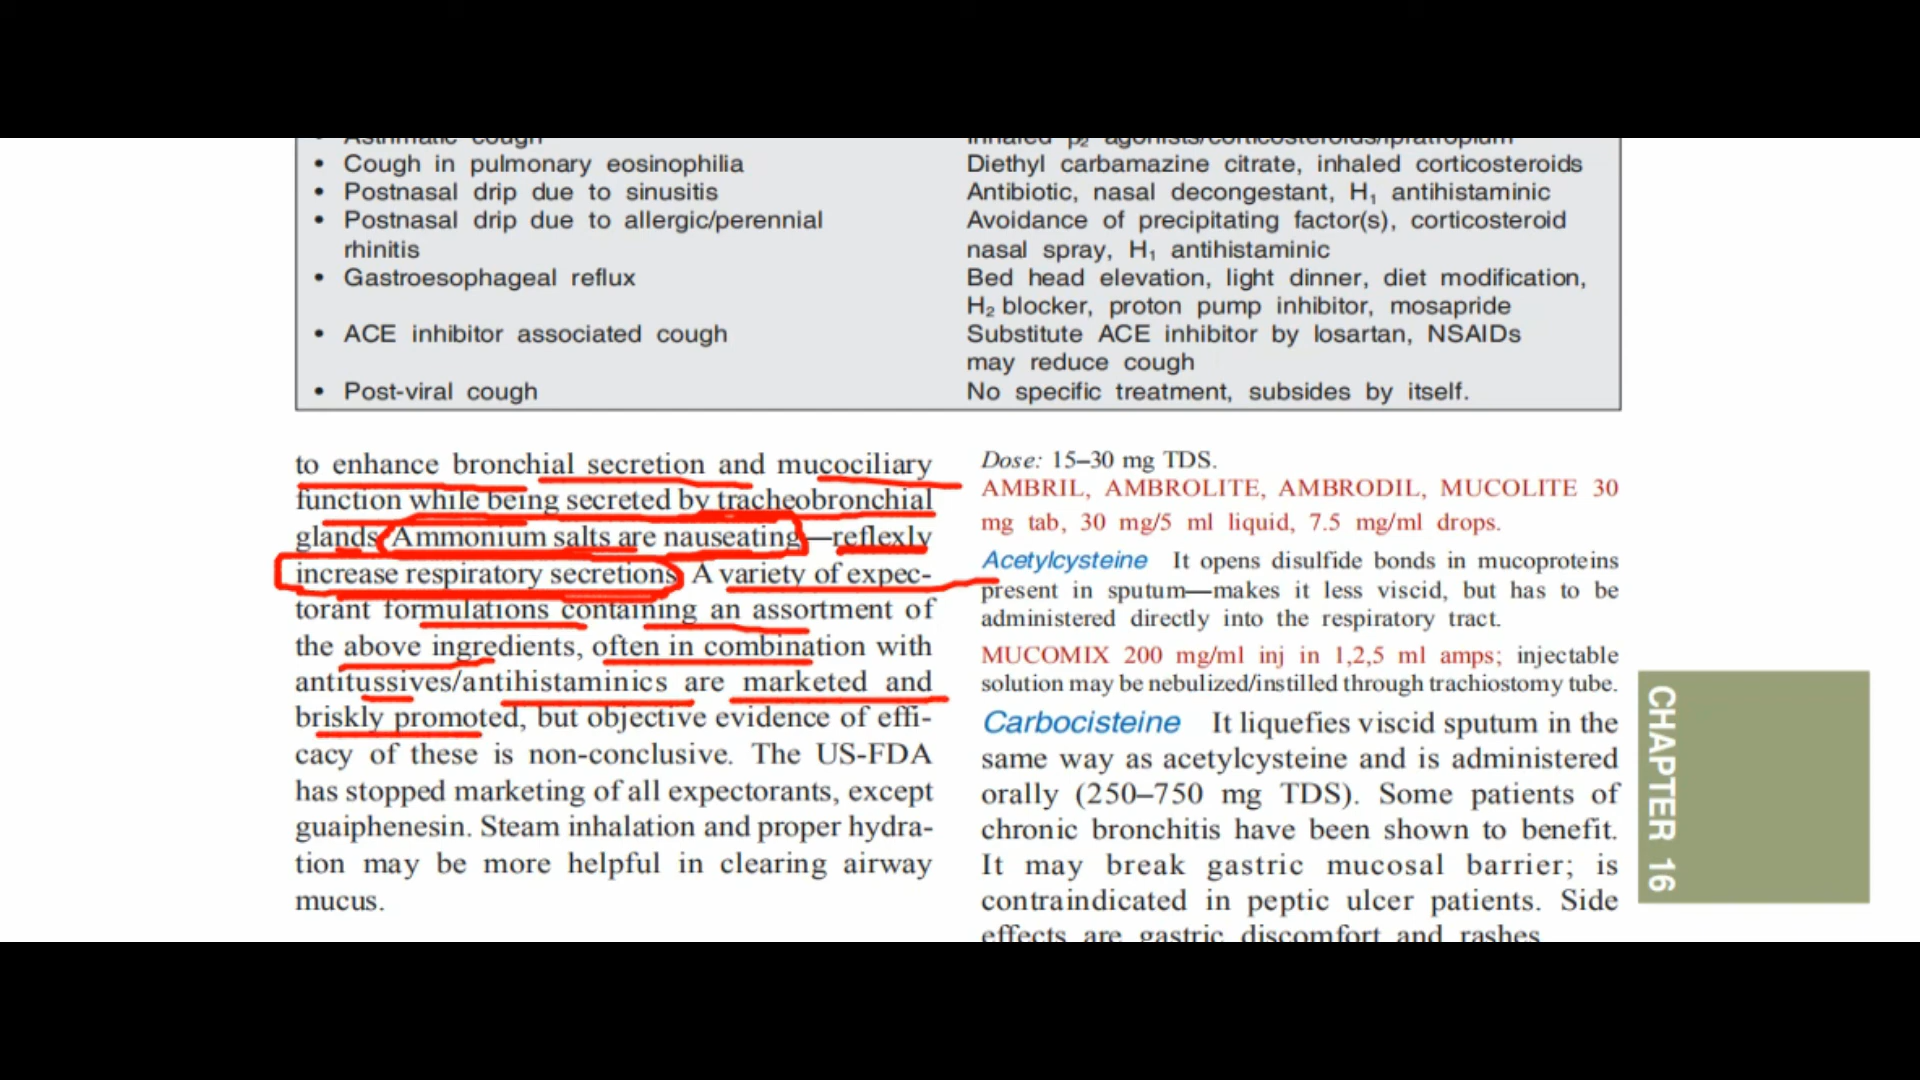 • Cough in pulmonary eosinophilia Diethyl carbamazine citrate, inhaled corticosteroids
• Postnasal drip due to sinusitis Antibiotic, nasal decongestant, H₁ antihistaminic
• Postnasal drip due to allergic/perennial Avoidance of precipitating factor(s), corticosteroid
rhinitis nasal spray, H₁ antihistaminic
• Gastroesophageal reflux Bed head elevation, light dinner, diet modification,
H₂ blocker, proton pump inhibitor, mosapride
• ACE inhibitor associated cough Substitute ACE inhibitor by losartan, NSAIDs
may reduce cough
• Post-viral cough No specific treatment, subsides by itself.
to enhance bronchial secretion and mucociliary
function while being secreted by tracheobronchial
glands. Ammonium salts are nauseating—reflexly
increase respiratory secretions. A variety of expec-
torant formulations containing an assortment of
the above ingredients, often in combination with
antitussives/antihistaminics are marketed and
briskly promoted, but objective evidence of effi-
cacy of these is non-conclusive. The US-FDA
has stopped marketing of all expectorants, except
guaiphenesin. Steam inhalation and proper hydra-
tion may be more helpful in clearing airway
mucus.
Dose: 15–30 mg TDS.
AMBRIL, AMBROLITE, AMBRODIL, MUCOLITE 30
mg tab, 30 mg/5 ml liquid, 7.5 mg/ml drops.
Acetylcysteine It opens disulfide bonds in mucoproteins
present in sputum—makes it less viscid, but has to be
administered directly into the respiratory tract.
MUCOMIX 200 mg/ml inj in 1,2,5 ml amps; injectable
solution may be nebulized/instilled through trachiostomy tube.
Carbocisteine It liquefies viscid sputum in the
same way as acetylcysteine and is administered
orally (250–750 mg TDS). Some patients of
chronic bronchitis have been shown to benefit.
It may break gastric mucosal barrier; is
contraindicated in peptic ulcer patients. Side
effects are gastric discomfort and rashes
CHAPTER 16